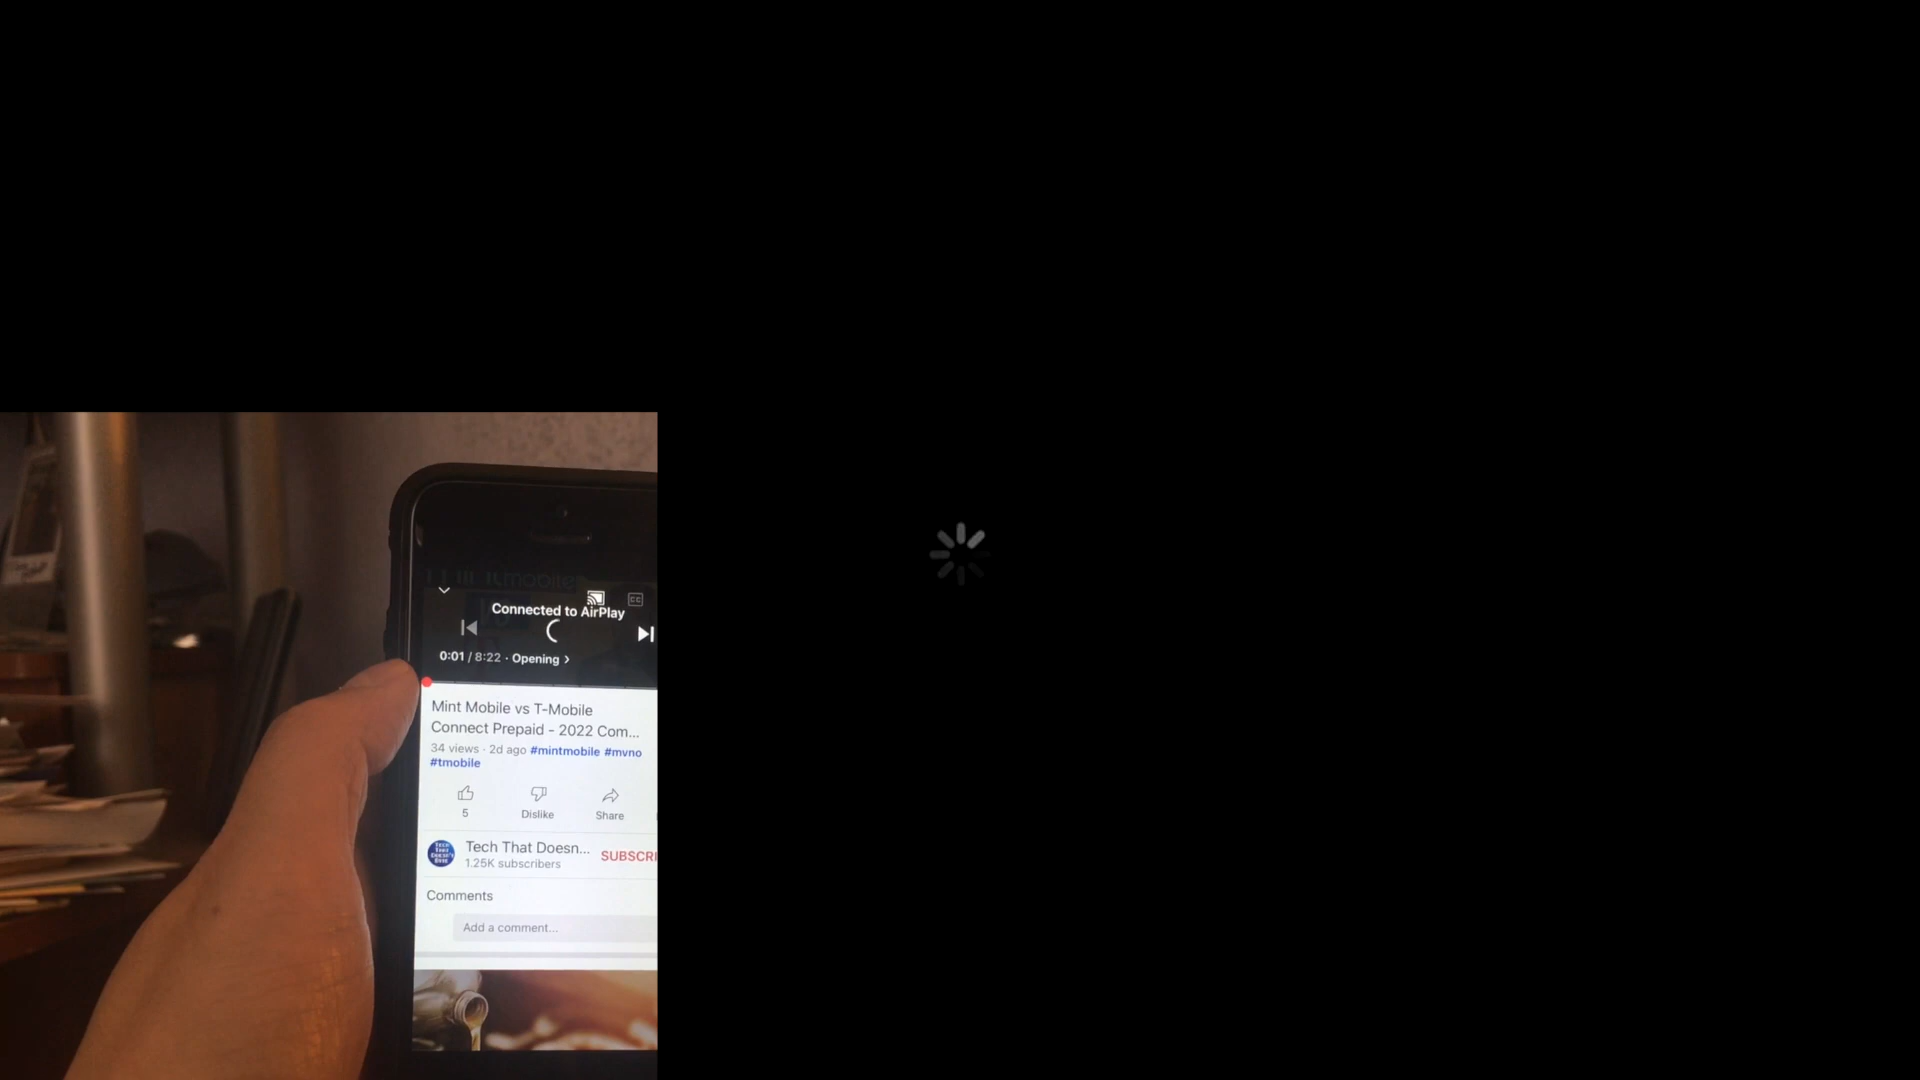 Connected to AirPlay
CC
0:01 / 8:22 · Opening >
Mint Mobile vs T-Mobile
Connect Prepaid - 2022 Com...
34 views · 2d ago #mintmobile #mvno
#tmobile
5
Dislike
Share
Tech That Doesn...
1.25K subscribers
SUBSCRI
Comments
Add a comment...